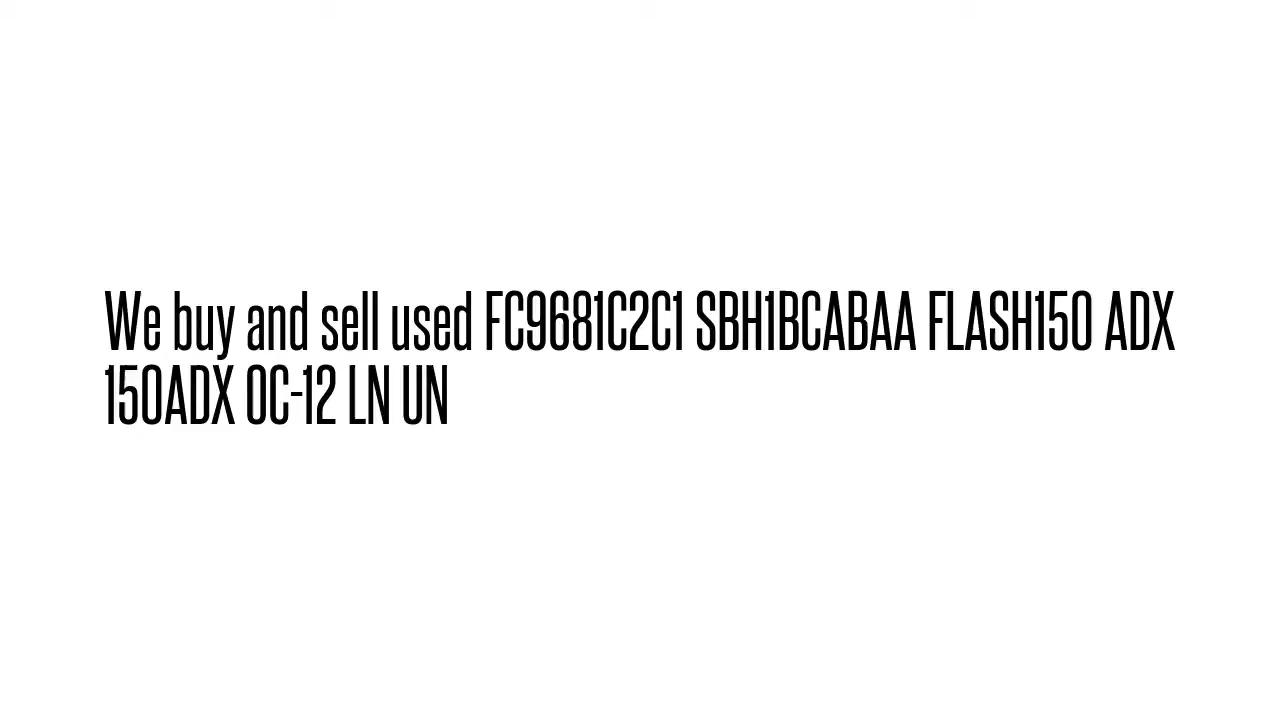 We buy and sell used FC9681C2C1 SBH1BCABAA FLASH150 ADX
150ADX OC-12 LN UN